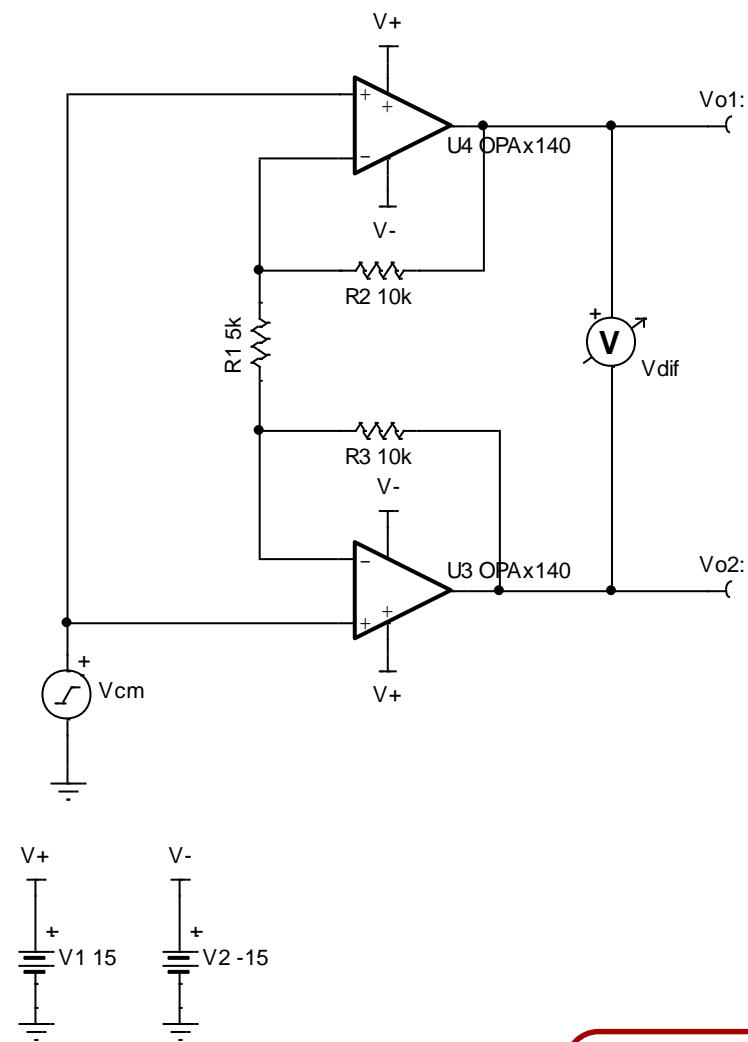 V+
+
+
−
U4 OPAx140
Vo1:
V-
R2 10k
R1 5k
+
V
Vdif
R3 10k
V-
−
U3 OPAx140
+
+
Vo2:
V+
+
Vcm
V+
V-
+
V1 15
+
V2 -15